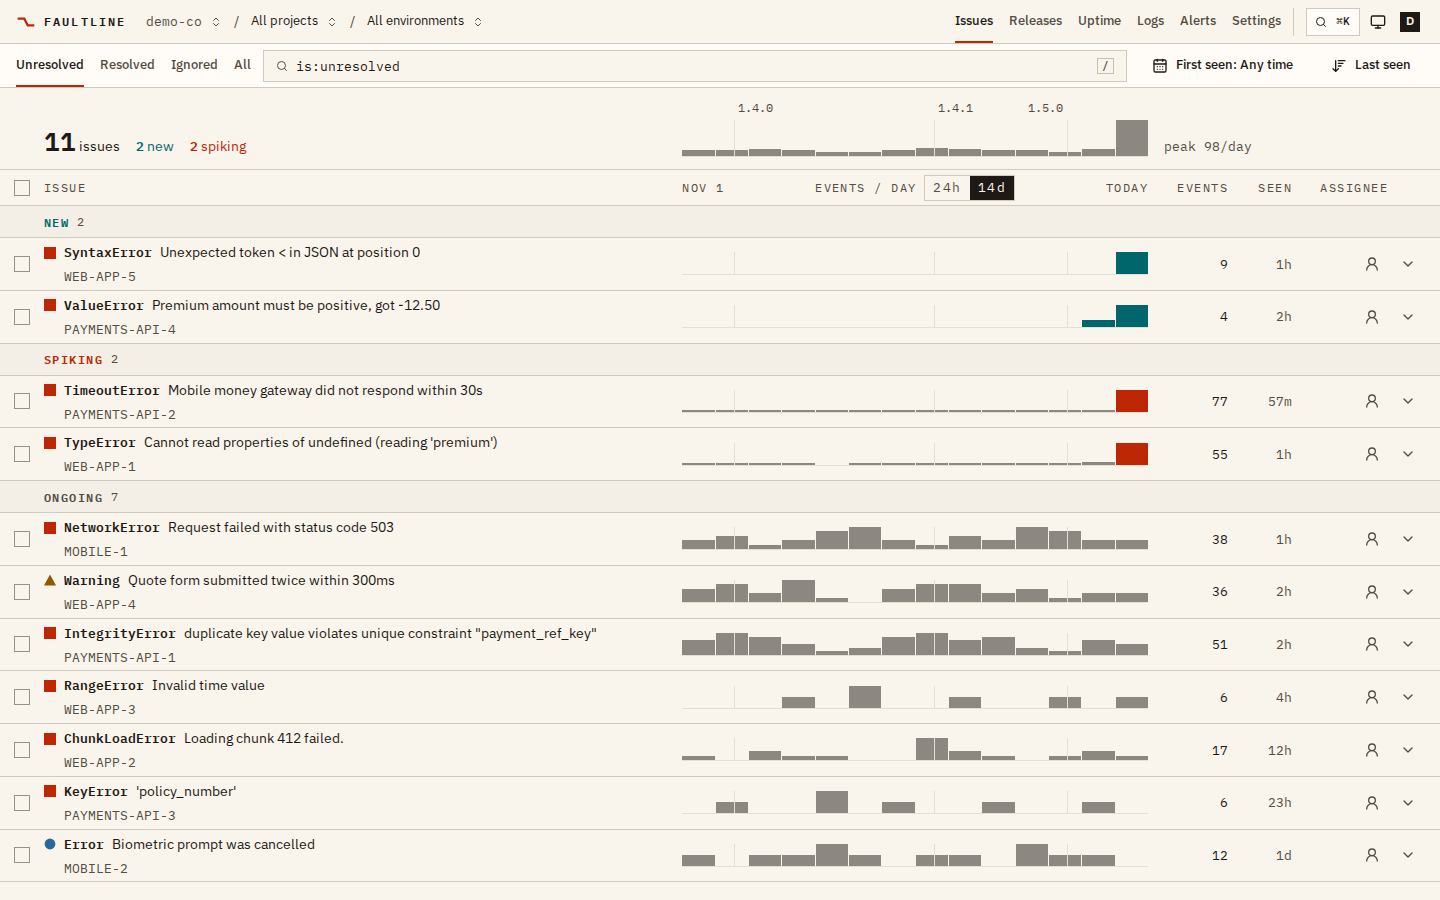 FAULTLINE demo-co / All projects / All environments Issues Releases Uptime Logs Alerts Settings ⌘K D
Unresolved Resolved Ignored All is:unresolved / First seen: Any time Last seen
1.4.0 1.4.1 1.5.0
11 issues 2 new 2 spiking peak 98/day
ISSUE NOV 1 EVENTS / DAY 24h 14d TODAY EVENTS SEEN ASSIGNEE
NEW 2
SyntaxError Unexpected token < in JSON at position 0
WEB-APP-5 9 1h
ValueError Premium amount must be positive, got -12.50
PAYMENTS-API-4 4 2h
SPIKING 2
TimeoutError Mobile money gateway did not respond within 30s
PAYMENTS-API-2 77 57m
TypeError Cannot read properties of undefined (reading 'premium')
WEB-APP-1 55 1h
ONGOING 7
NetworkError Request failed with status code 503
MOBILE-1 38 1h
Warning Quote form submitted twice within 300ms
WEB-APP-4 36 2h
IntegrityError duplicate key value violates unique constraint "payment_ref_key"
PAYMENTS-API-1 51 2h
RangeError Invalid time value
WEB-APP-3 6 4h
ChunkLoadError Loading chunk 412 failed.
WEB-APP-2 17 12h
KeyError 'policy_number'
PAYMENTS-API-3 6 23h
Error Biometric prompt was cancelled
MOBILE-2 12 1d